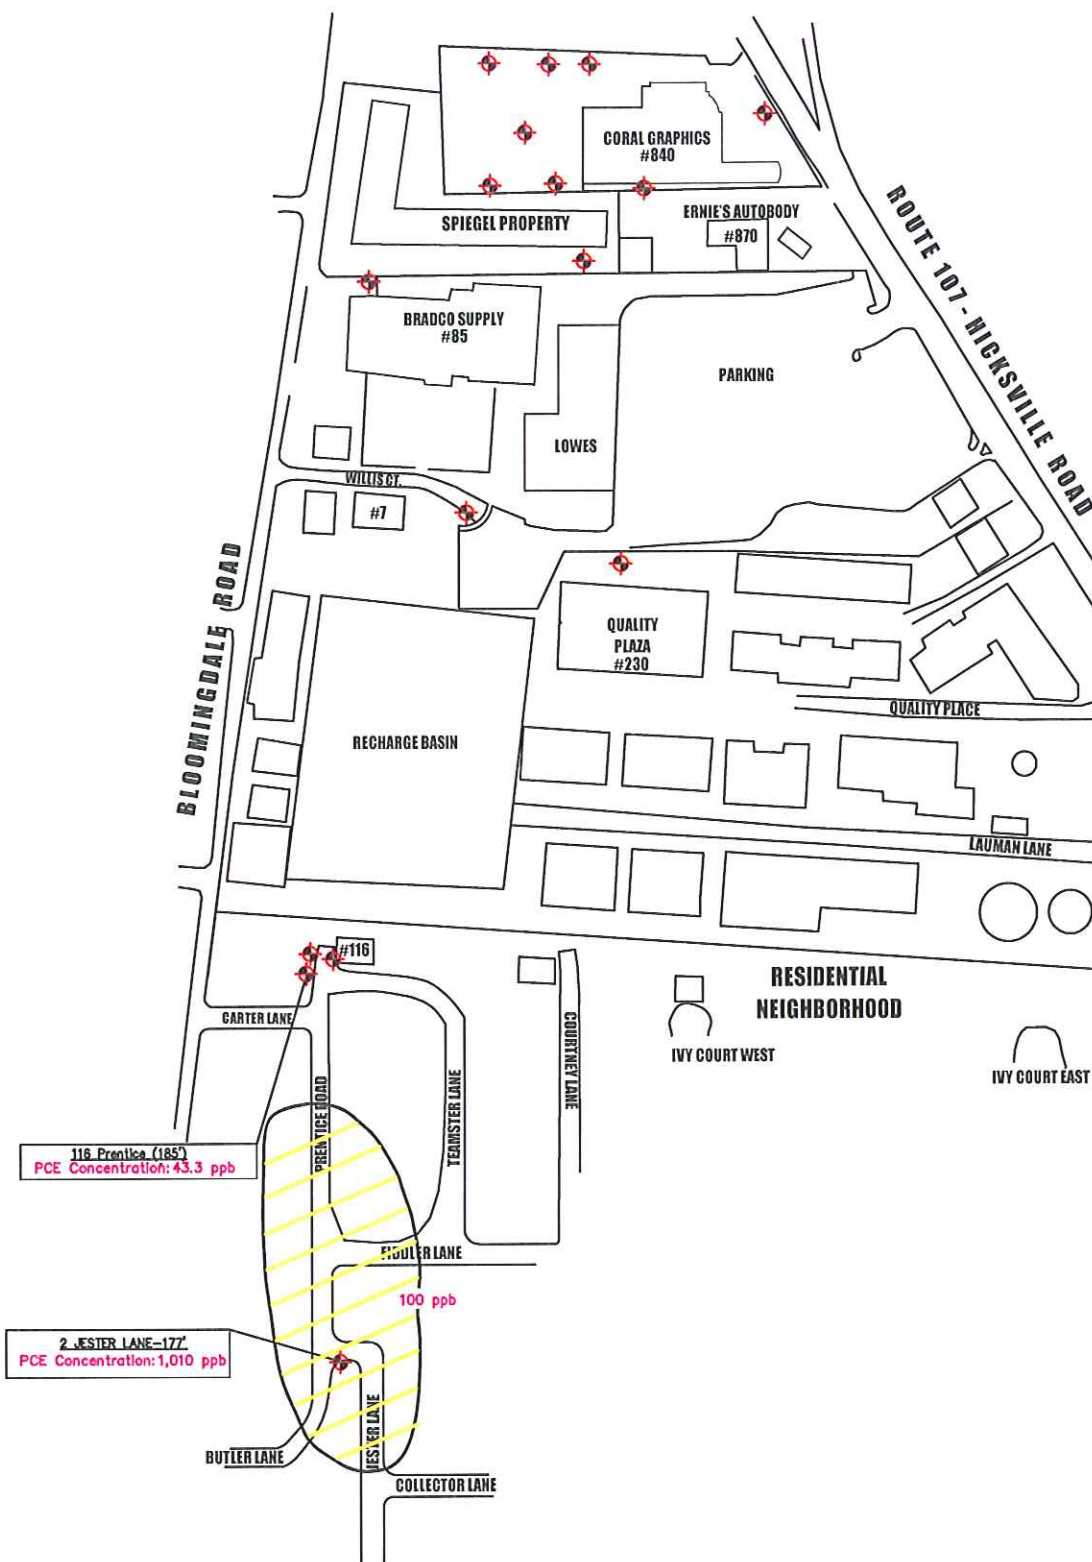 CORAL GRAPHICS
#840
ROUTE 107 - HICKSVILLE ROAD
SPIEGEL PROPERTY
ERNIE'S AUTOBODY
#870
BRADCO SUPPLY
#85
PARKING
LOWES
WILLIS CT.
#7
BLOOMINGDALE ROAD
QUALITY
PLAZA
#230
QUALITY PLACE
RECHARGE BASIN
LAUMAN LANE
#116
RESIDENTIAL
NEIGHBORHOOD
CARTER LANE
COURTNEY LANE
IVY COURT WEST
IVY COURT EAST
PRENTICE ROAD
TEAMSTER LANE
116 Prentice (185')
PCE Concentration: 43.3 ppb
FIDDLER LANE
100 ppb
2 JESTER LANE-177'
PCE Concentration: 1,010 ppb
JESTER LANE
BUTLER LANE
COLLECTOR LANE